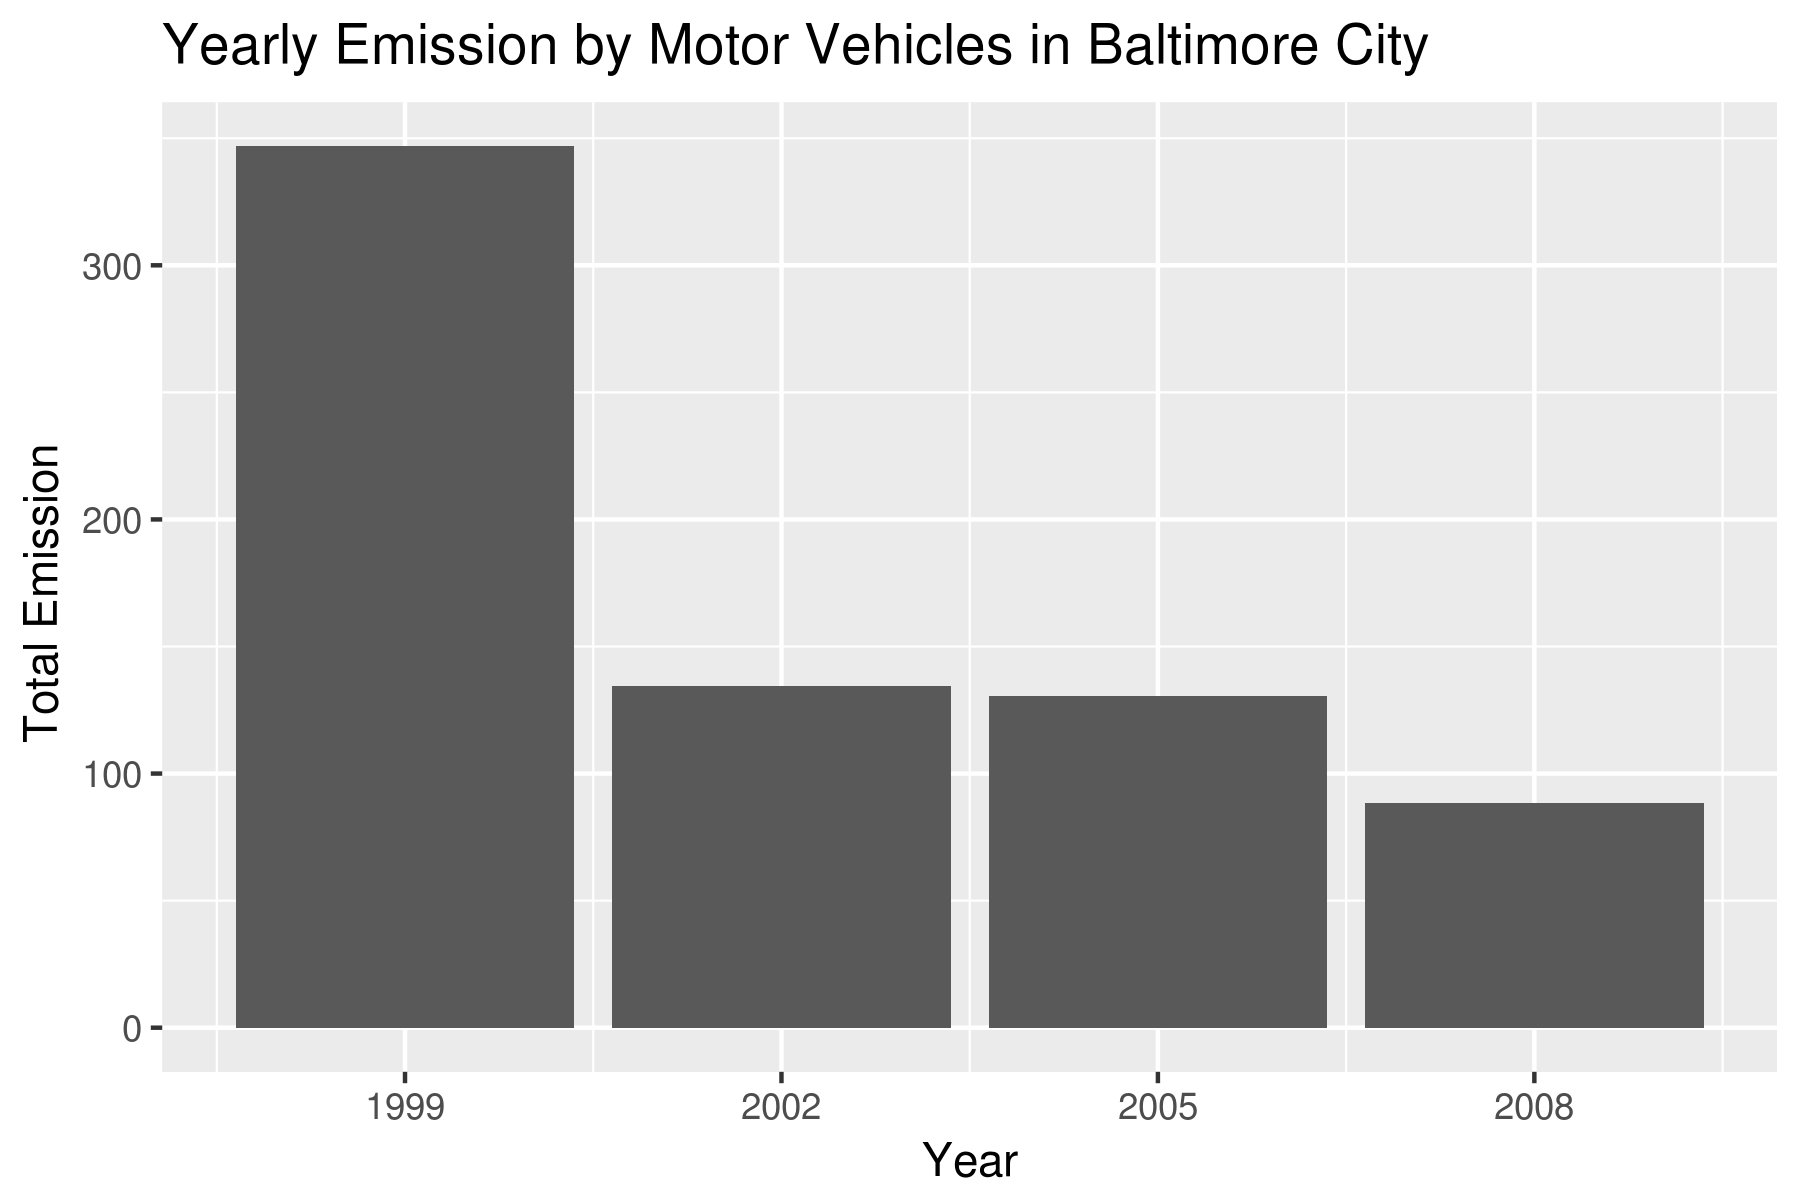 Yearly Emission by Motor Vehicles in Baltimore City
Total Emission
300
200
100
0
1999 2002 2005 2008
Year